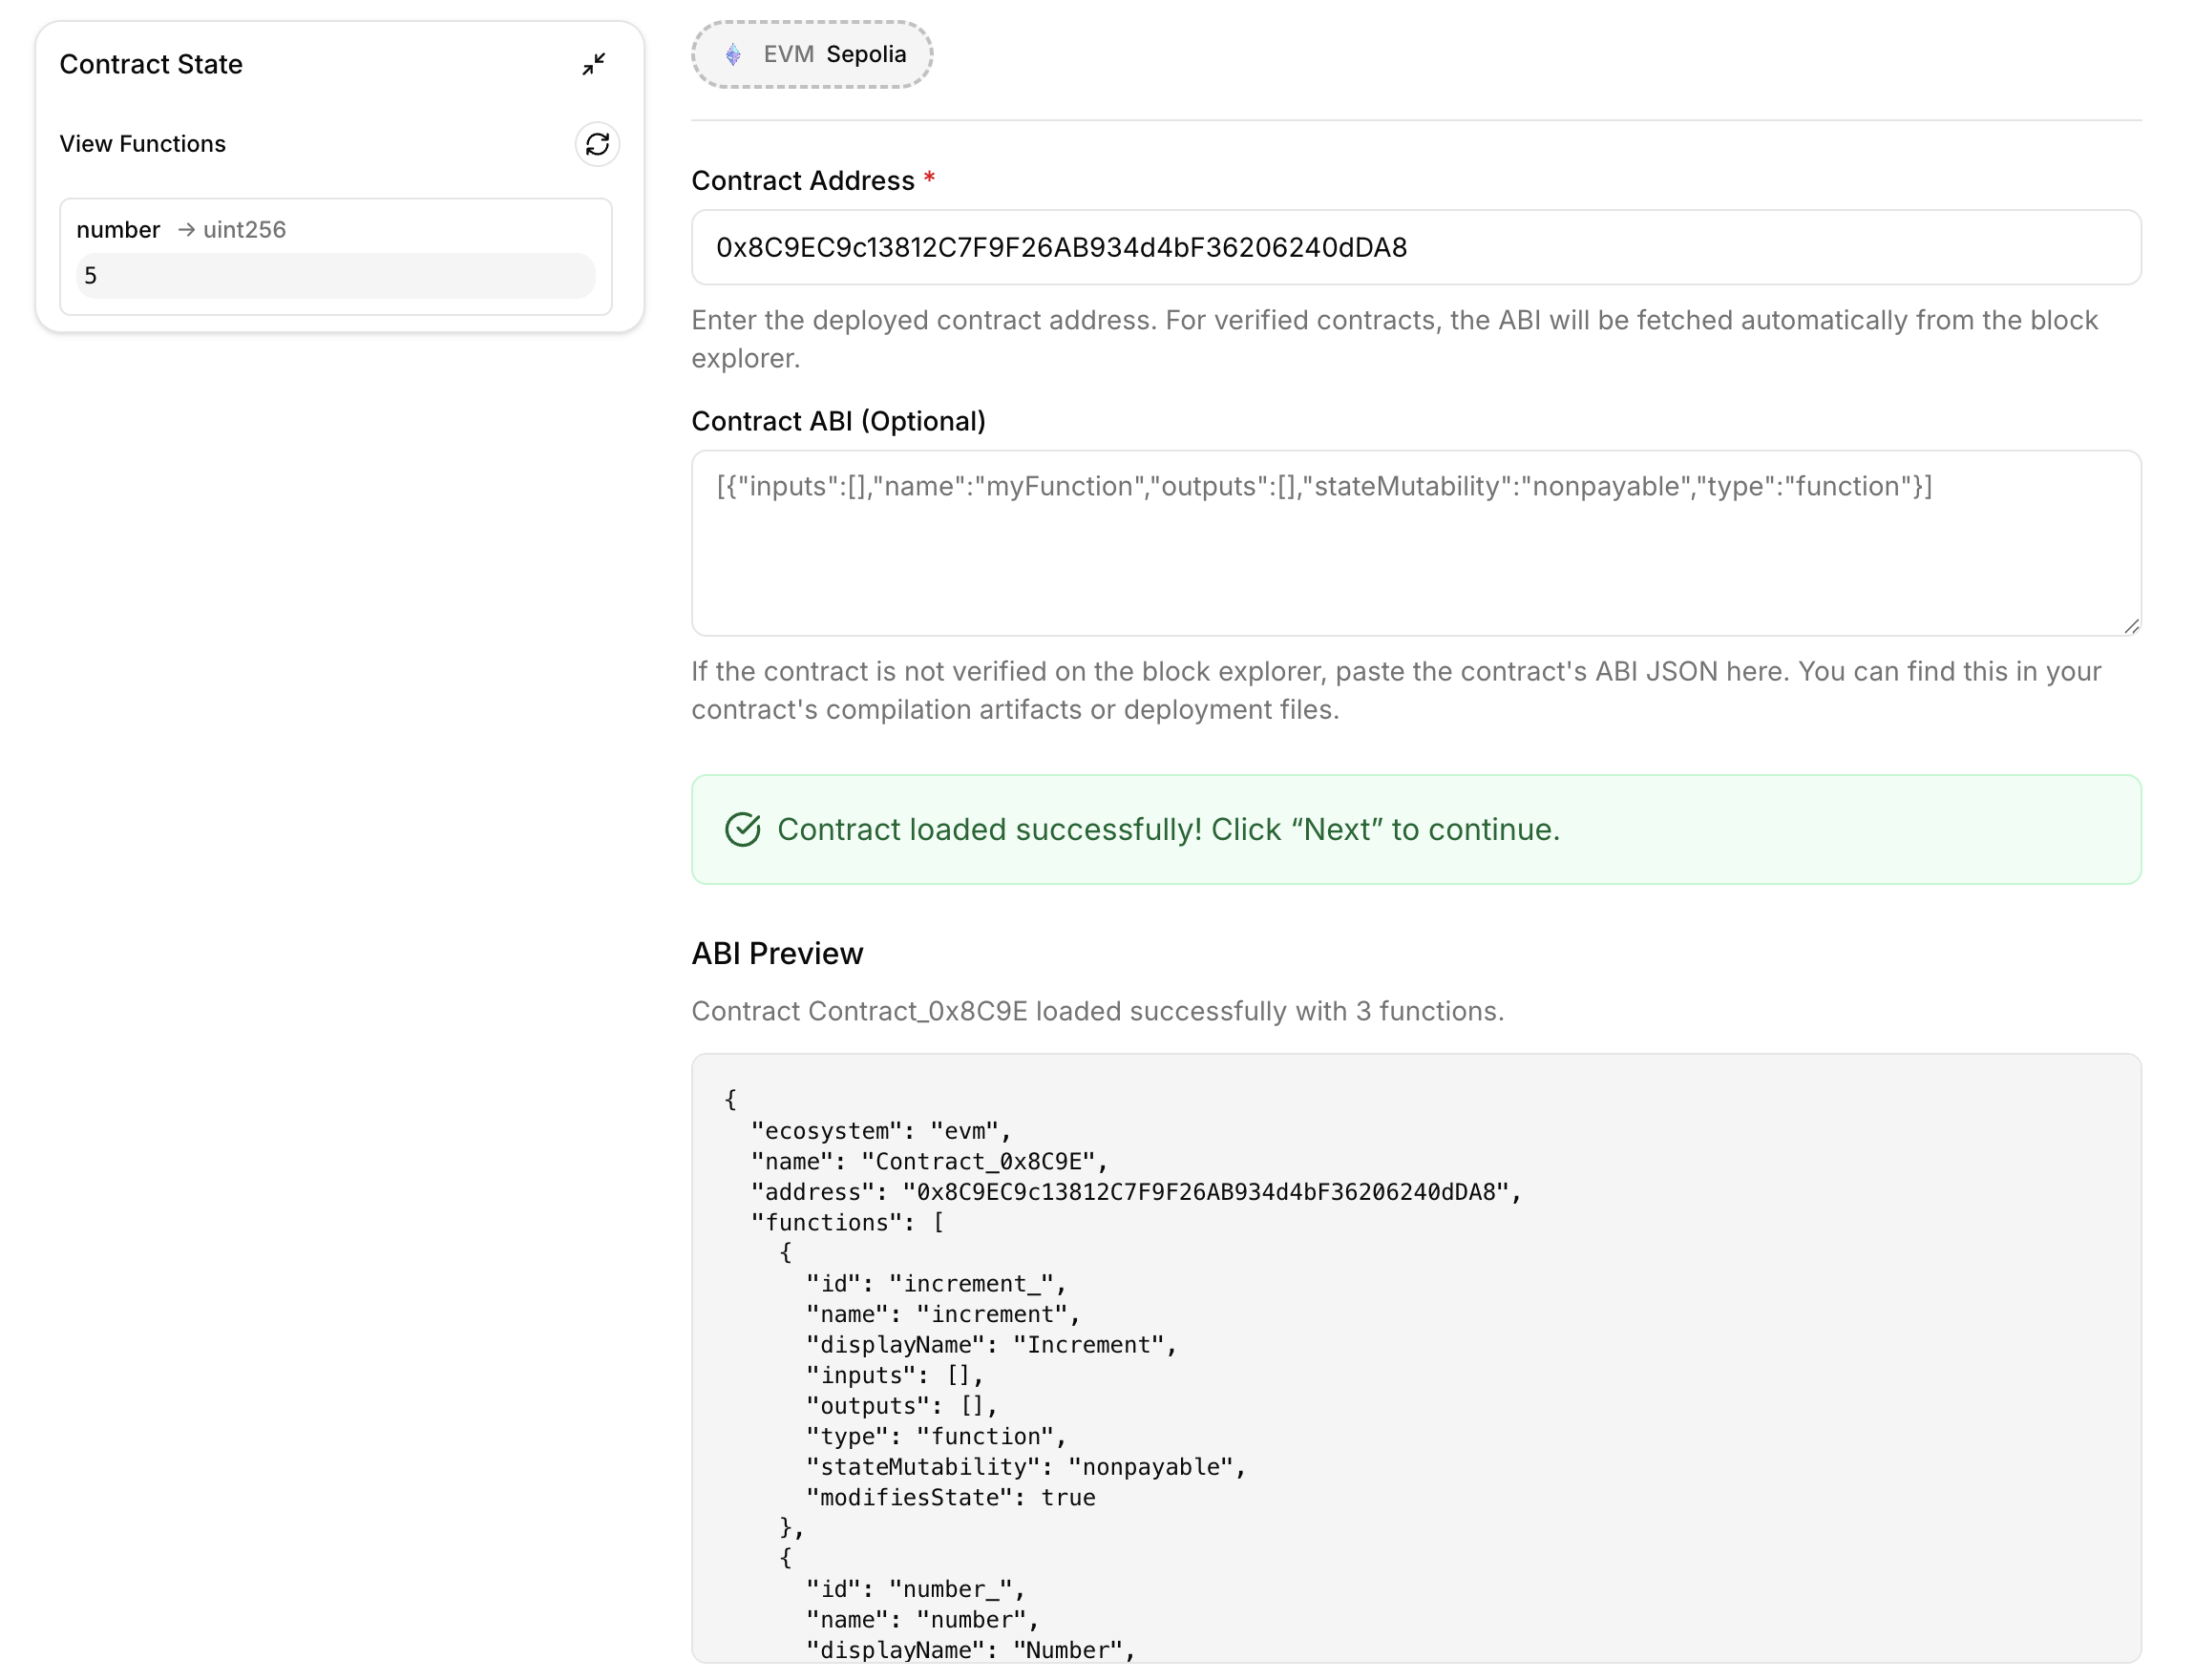 Contract State
View Functions
number → uint256
5
EVM Sepolia
Contract Address *
0x8C9EC9c13812C7F9F26AB934d4bF36206240dDA8
Enter the deployed contract address. For verified contracts, the ABI will be fetched automatically from the block
explorer.
Contract ABI (Optional)
[{"inputs":[],"name":"myFunction","outputs":[],"stateMutability":"nonpayable","type":"function"}]
If the contract is not verified on the block explorer, paste the contract's ABI JSON here. You can find this in your
contract's compilation artifacts or deployment files.
Contract loaded successfully! Click “Next” to continue.
ABI Preview
Contract Contract_0x8C9E loaded successfully with 3 functions.
{
  "ecosystem": "evm",
  "name": "Contract_0x8C9E",
  "address": "0x8C9EC9c13812C7F9F26AB934d4bF36206240dDA8",
  "functions": [
    {
      "id": "increment_",
      "name": "increment",
      "displayName": "Increment",
      "inputs": [],
      "outputs": [],
      "type": "function",
      "stateMutability": "nonpayable",
      "modifiesState": true
    },
    {
      "id": "number_",
      "name": "number",
      "displayName": "Number",